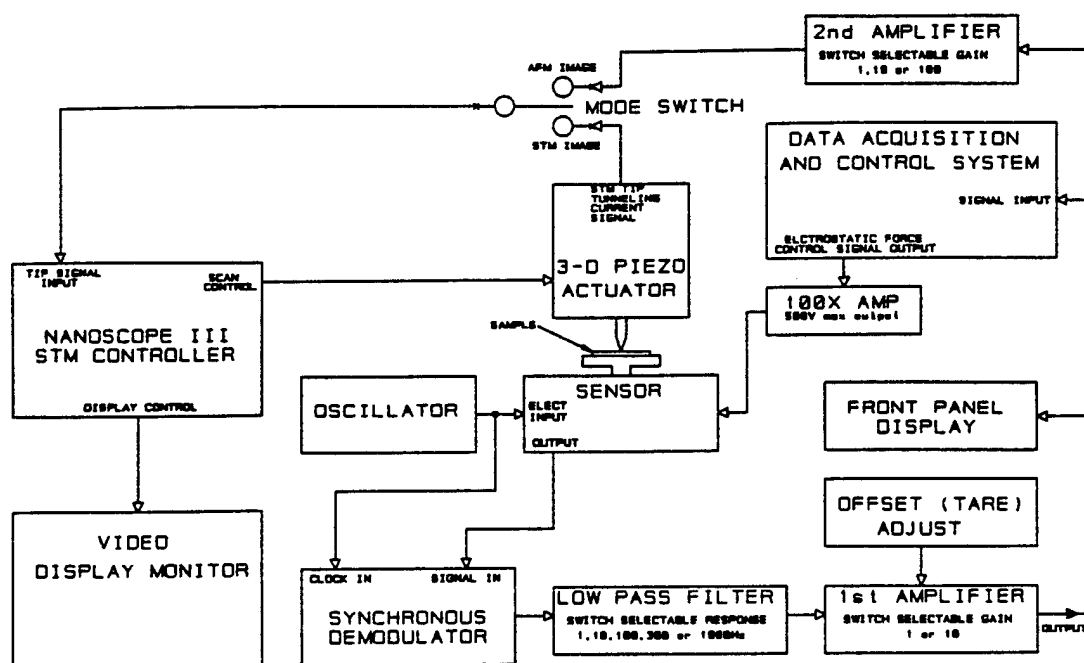 2nd AMPLIFIER
SWITCH SELECTABLE GAIN
1,10 or 100
AFM IMAGE
MODE SWITCH
STM IMAGE
DATA ACQUISITION
AND CONTROL SYSTEM
SIGNAL INPUT
ELCTROSTATIC FORCE
CONTROL SIGNAL OUTPUT
STM TIP
TUNNELING
CURRENT
SIGNAL
3-D PIEZO
ACTUATOR
TIP SIGNAL
INPUT
SCAN
CONTROL
NANOSCOPE III
STM CONTROLLER
DISPLAY CONTROL
100X AMP
500V max output
SAMPLE
SENSOR
ELECT
INPUT
OUTPUT
OSCILLATOR
FRONT PANEL
DISPLAY
OFFSET (TARE)
ADJUST
VIDEO
DISPLAY MONITOR
CLOCK IN
SIGNAL IN
SYNCHRONOUS
DEMODULATOR
LOW PASS FILTER
SWITCH SELECTABLE RESPONSE
1,10,100,300 or 1000Hz
1st AMPLIFIER
SWITCH SELECTABLE GAIN
1 or 10
OUTPUT